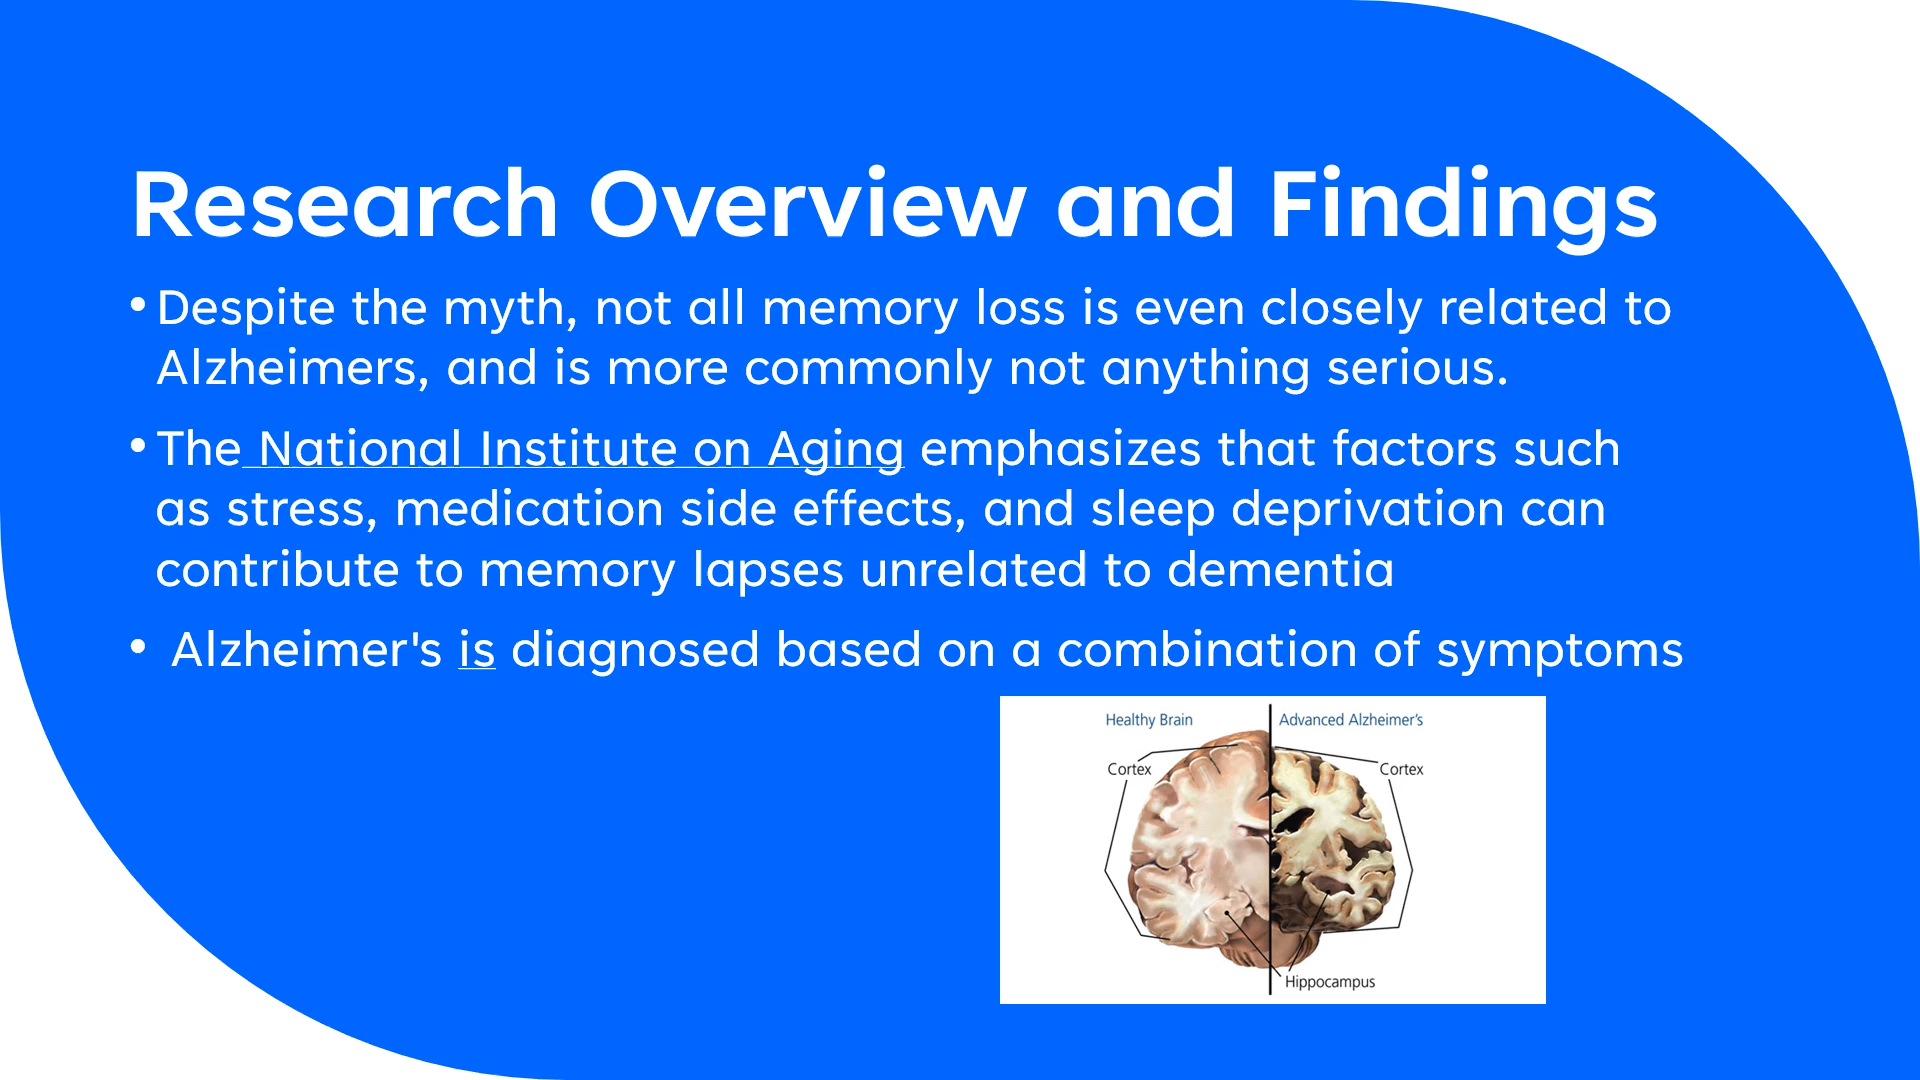 Research Overview and Findings
• Despite the myth, not all memory loss is even closely related to
Alzheimers, and is more commonly not anything serious.
• The National Institute on Aging emphasizes that factors such
as stress, medication side effects, and sleep deprivation can
contribute to memory lapses unrelated to dementia
• Alzheimer's is diagnosed based on a combination of symptoms
Healthy Brain
Advanced Alzheimer's
Cortex
Cortex
Hippocampus